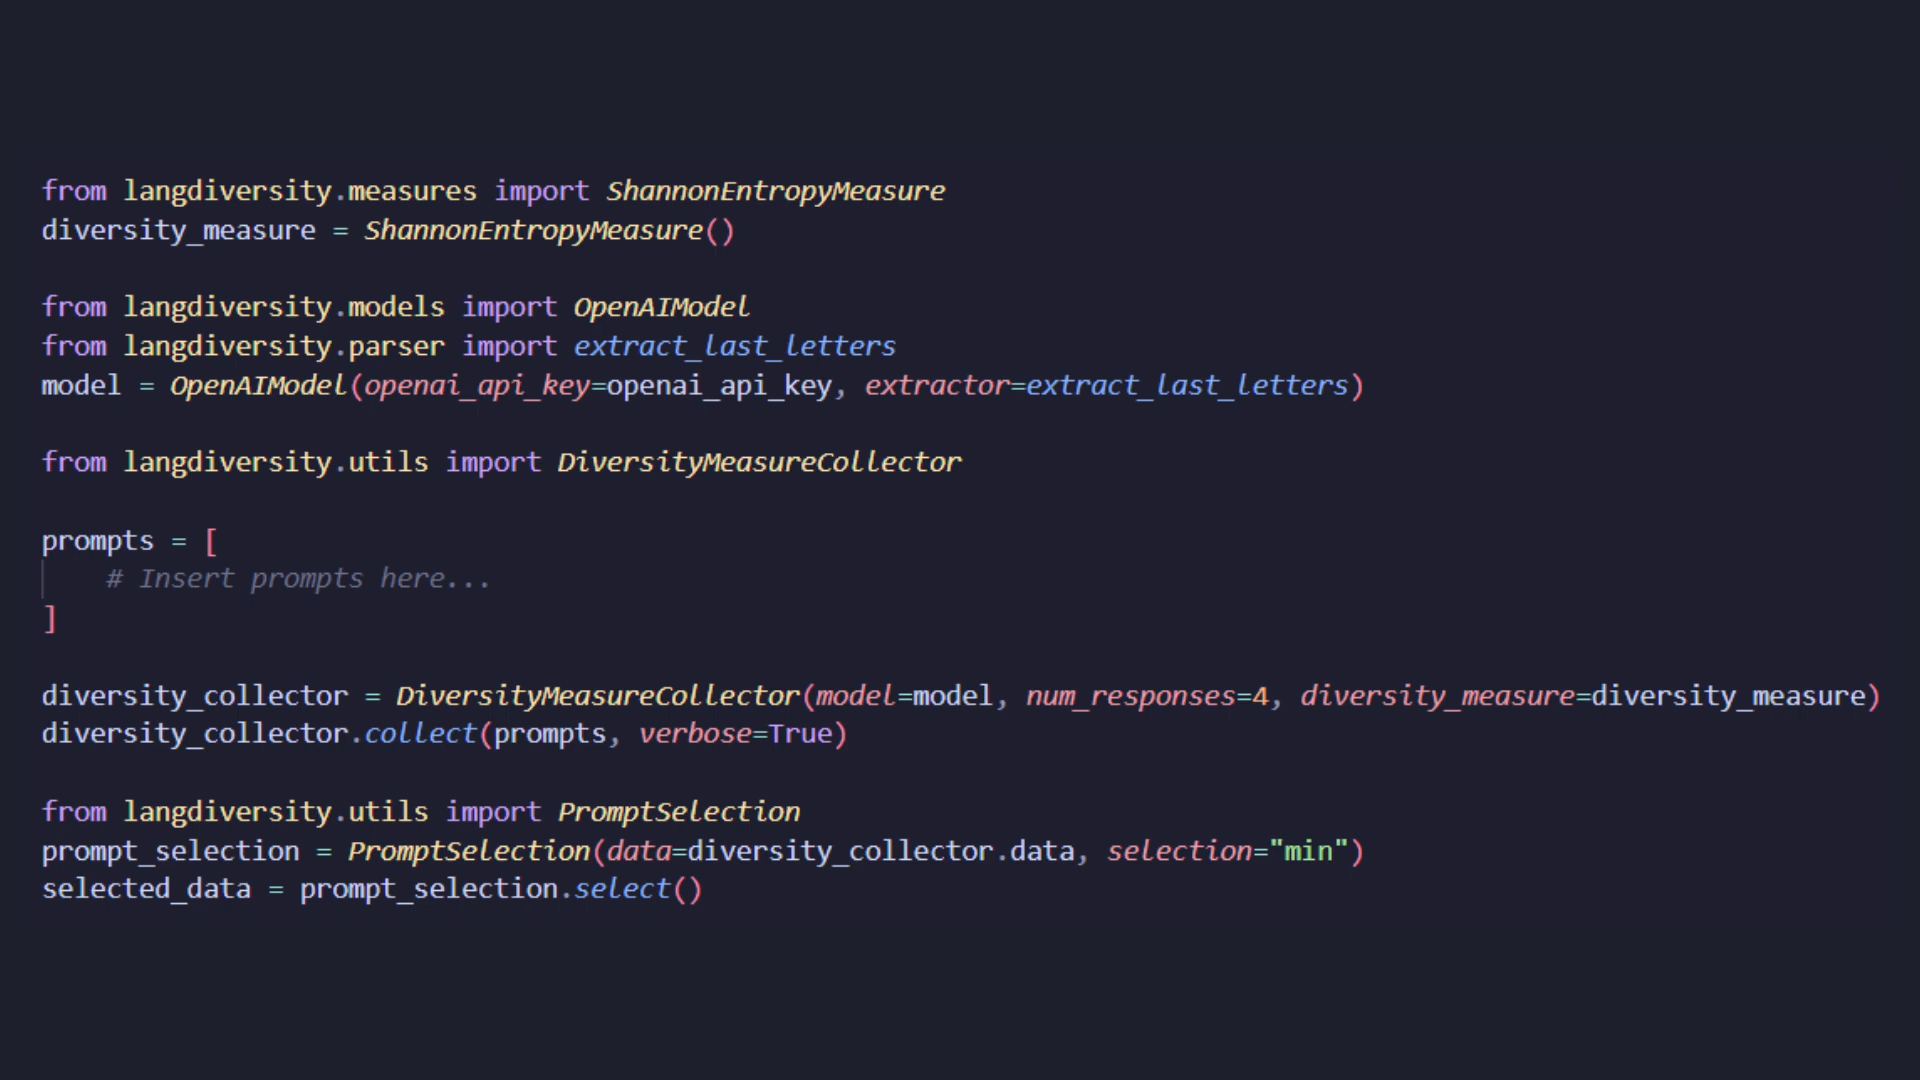 from langdiversity.measures import ShannonEntropyMeasure
diversity_measure = ShannonEntropyMeasure()
from langdiversity.models import OpenAIModel
from langdiversity.parser import extract_last_letters
model = OpenAIModel(openai_api_key=openai_api_key, extractor=extract_last_letters)
from langdiversity.utils import DiversityMeasureCollector
prompts = [
    # Insert prompts here...
]
diversity_collector = DiversityMeasureCollector(model=model, num_responses=4, diversity_measure=diversity_measure)
diversity_collector.collect(prompts, verbose=True)
from langdiversity.utils import PromptSelection
prompt_selection = PromptSelection(data=diversity_collector.data, selection="min")
selected_data = prompt_selection.select()